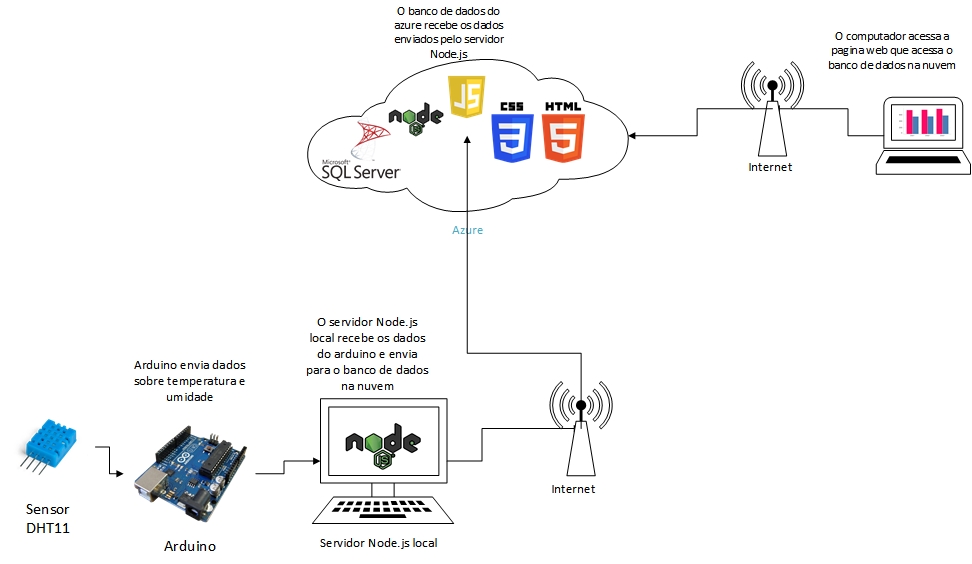 O banco de dados do
azure recebe os dados
enviados pelo servidor
Node.js
O computador acessa a
pagina web que acessa o
banco de dados na nuvem
JS
node
JS
CSS
3
HTML
5
Microsoft®
SQL Server
Internet
Azure
O servidor Node.js
local recebe os dados
do arduino e envia
para o banco de dados
na nuvem
Arduino envia dados
sobre temperatura e
umidade
node
JS
Internet
Sensor
DHT11
Arduino
Servidor Node.js local